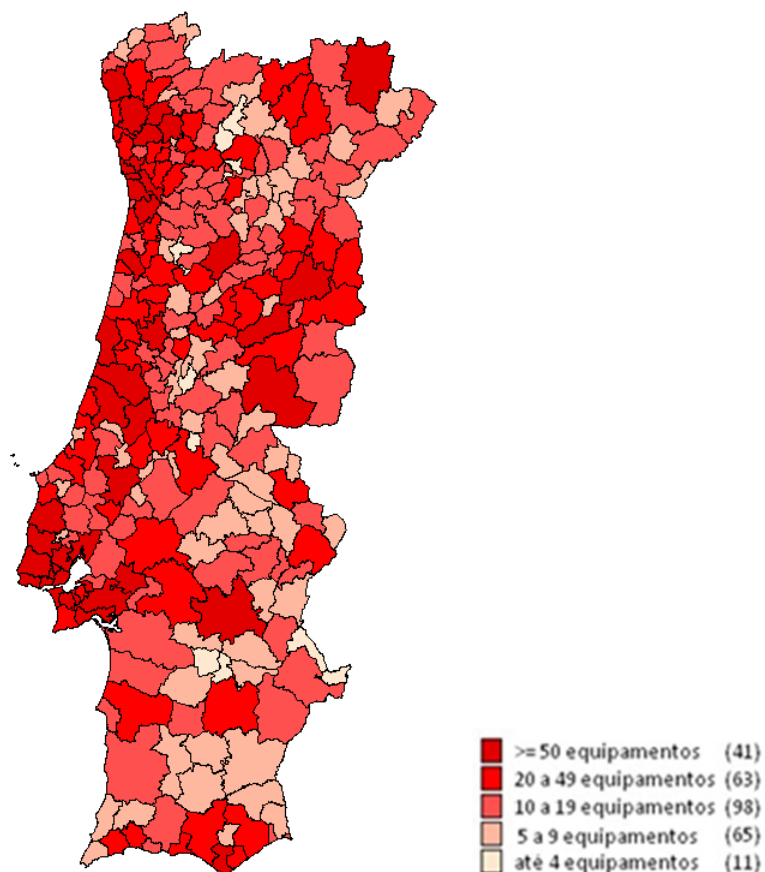 >= 50 equipamentos (41)
20 a 49 equipamentos (63)
10 a 19 equipamentos (98)
5 a 9 equipamentos (65)
até 4 equipamentos (11)